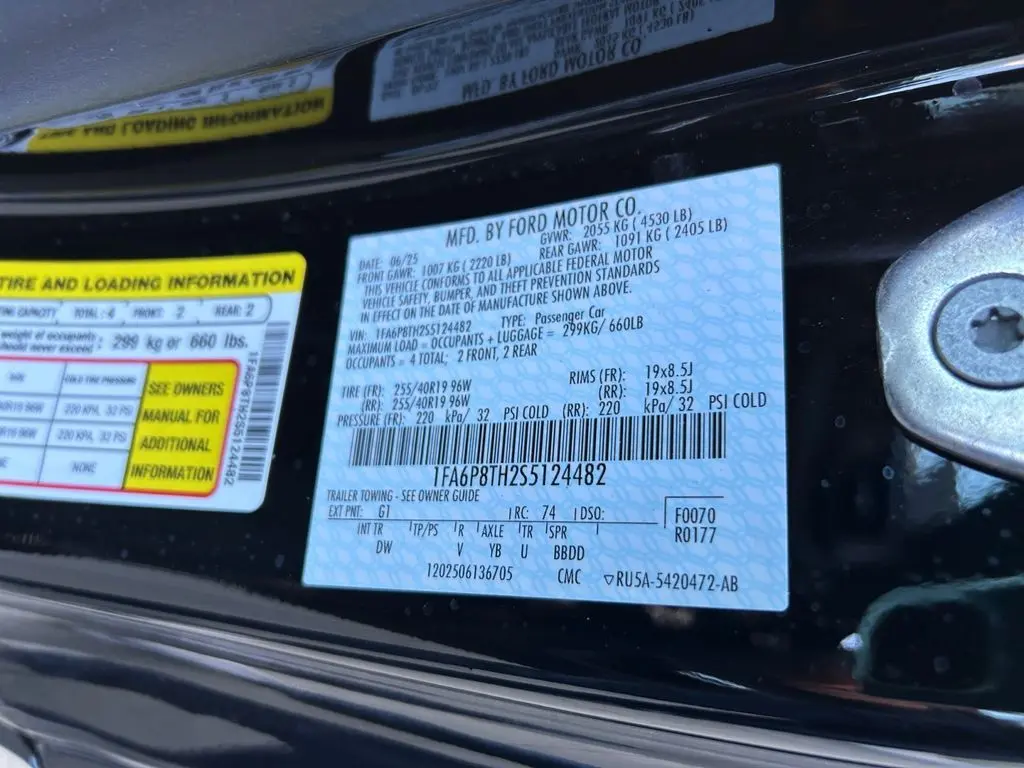 TIRE AND LOADING INFORMATION
TOTAL: 4 FRONT: 2 REAR: 2
299 kg or 660 lbs.
COLD TIRE PRESSURE
220 KPA, 32 PSI
220 KPA, 32 PSI
NONE
SEE OWNERS
MANUAL FOR
ADDITIONAL
INFORMATION
1FA6P8TH2S5124482
MFD. BY FORD MOTOR CO.
DATE: 06/25 GVWR: 2055 KG ( 4530 LB)
FRONT GAWR: 1007 KG ( 2220 LB) REAR GAWR: 1091 KG ( 2405 LB)
THIS VEHICLE CONFORMS TO ALL APPLICABLE FEDERAL MOTOR
VEHICLE SAFETY, BUMPER, AND THEFT PREVENTION STANDARDS
IN EFFECT ON THE DATE OF MANUFACTURE SHOWN ABOVE.
VIN: 1FA6P8TH2S5124482 TYPE: Passenger Car
MAXIMUM LOAD = OCCUPANTS + LUGGAGE = 299KG/ 660LB
OCCUPANTS = 4 TOTAL; 2 FRONT, 2 REAR
TIRE (FR): 255/40R19 96W RIMS (FR): 19x8.5J
(RR): 255/40R19 96W (RR): 19x8.5J
PRESSURE (FR): 220 kPa/ 32 PSI COLD (RR): 220 kPa/ 32 PSI COLD
1FA6P8TH2S5124482
TRAILER TOWING - SEE OWNER GUIDE
EXT PNT: G1 RC: 74 DSO: F0070
R0177
INT TR TP/PS R AXLE TR SPR
DW V YB U BBDD
1202506136705 CMC ▽RU5A-5420472-AB